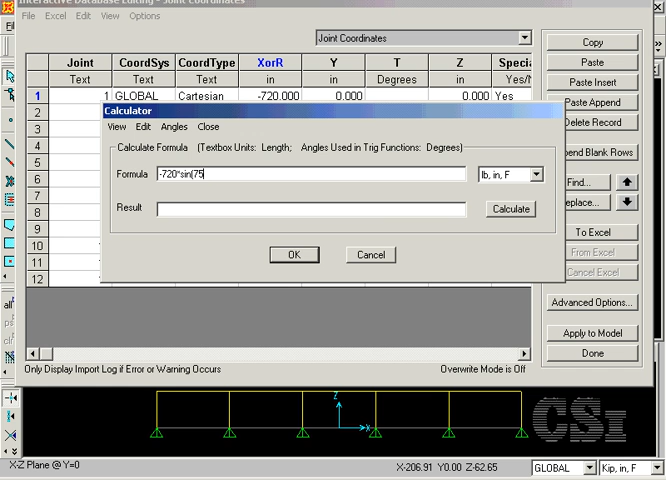 Interactive Database Editing - Joint Coordinates
File Excel Edit View Options
Joint Coordinates
Joint CoordSys CoordType XorR Y T Z Specia
Text Text Text in in Degrees in Yes/N
1 1 GLOBAL Cartesian -720.000 0.000 0.000 Yes
2
3
4
5
6
7
8
9
10
11
12
Calculator
View Edit Angles Close
Calculate Formula (Textbox Units: Length; Angles Used in Trig Functions: Degrees)
Formula -720*sin(75 lb, in, F
Result Calculate
OK Cancel
Copy
Paste
Paste Insert
Paste Append
Delete Record
pend Blank Rows
Find...
eplace...
To Excel
From Excel
Cancel Excel
Advanced Options...
Apply to Model
Done
Only Display Import Log if Error or Warning Occurs Overwrite Mode is Off
all
ps
clr
Z
X
CSi
X-Z Plane @ Y=0 X-206.91 Y0.00 Z-62.65 GLOBAL Kip, in, F